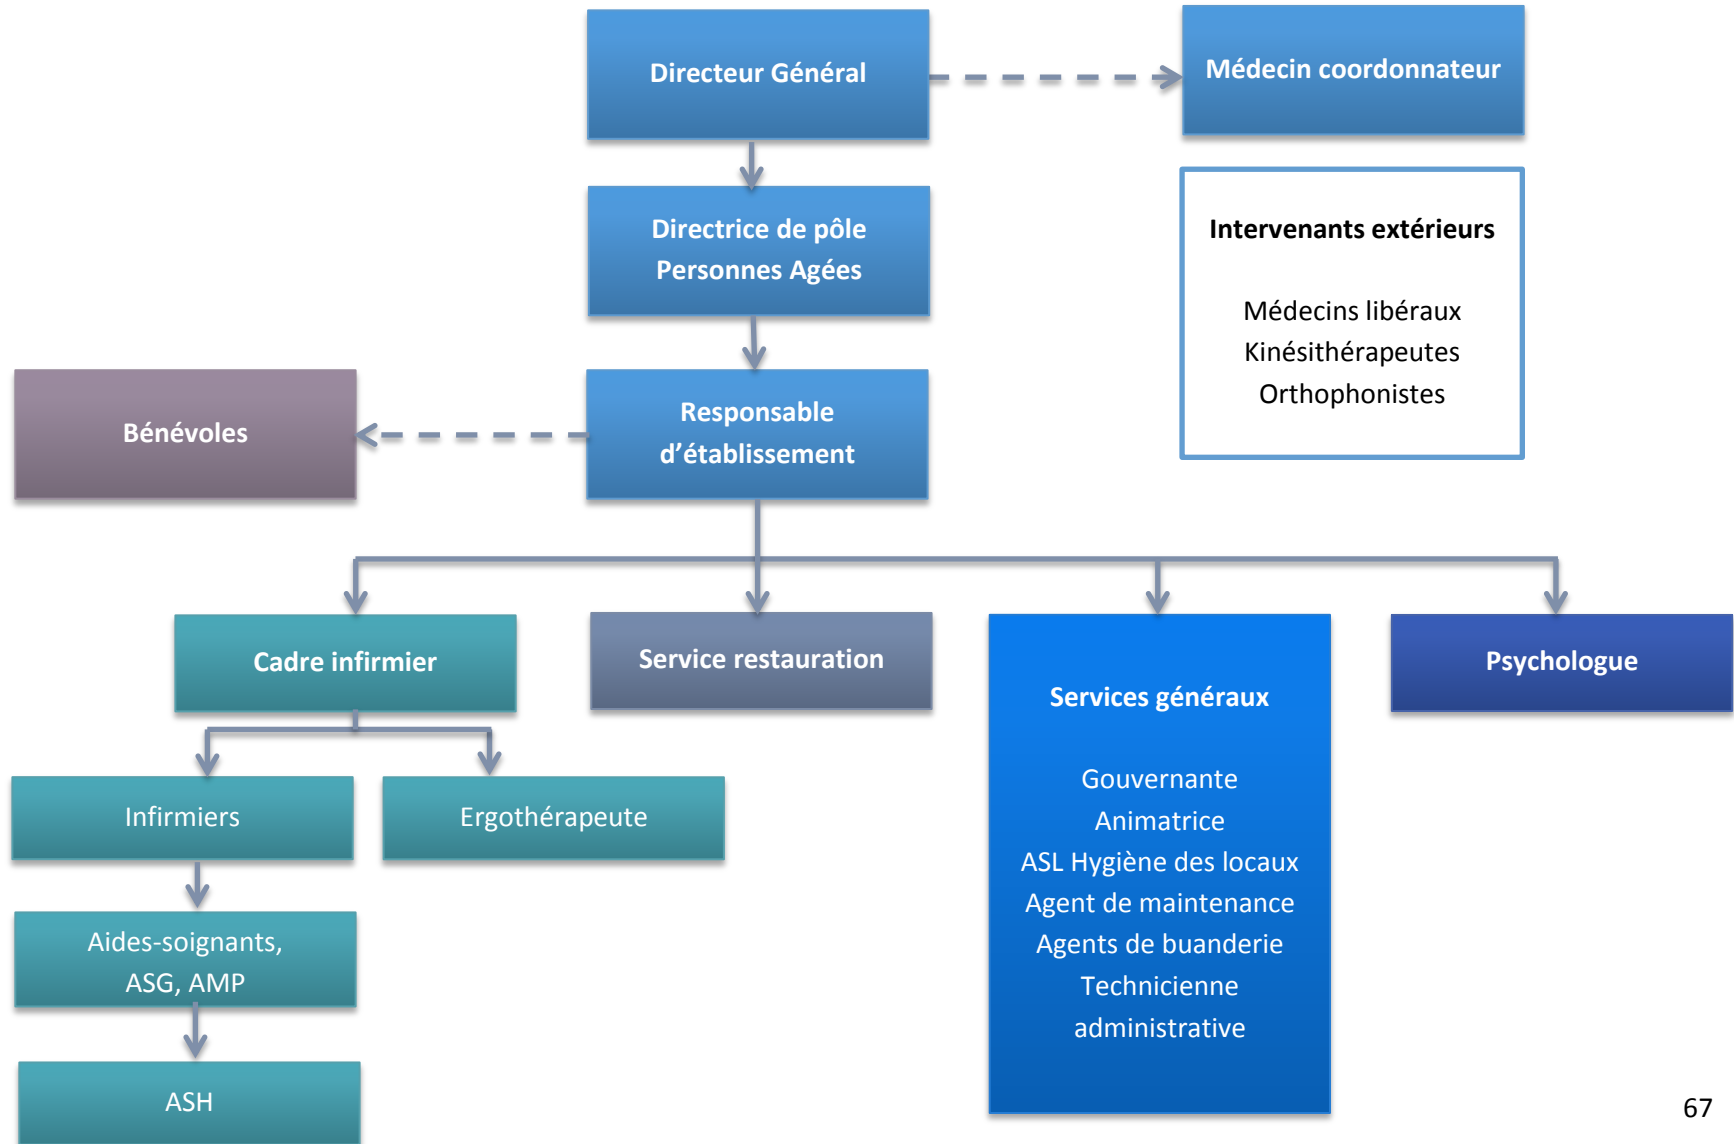 Directeur Général
Médecin coordonnateur
Directrice de pôle
Personnes Agées
Intervenants extérieurs
Médecins libéraux
Kinésithérapeutes
Orthophonistes
Bénévoles
Responsable
d’établissement
Cadre infirmier
Service restauration
Services généraux
Gouvernante
Animatrice
ASL Hygiène des locaux
Agent de maintenance
Agents de buanderie
Technicienne
administrative
Psychologue
Infirmiers
Ergothérapeute
Aides-soignants,
ASG, AMP
ASH
67